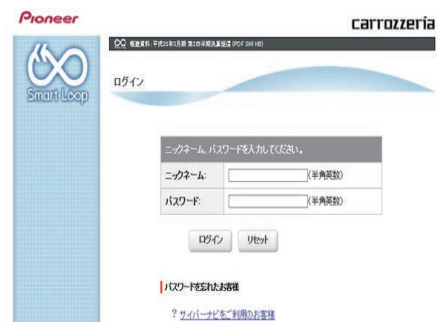 Pioneer
carrozzeria
Smart Loop
ログイン
ニックネーム、パスワードを入力してください。
ニックネーム:
(半角英数)
パスワード:
(半角英数)
ログイン
リセット
パスワードを忘れたお客様
? サイバーナビをご利用のお客様